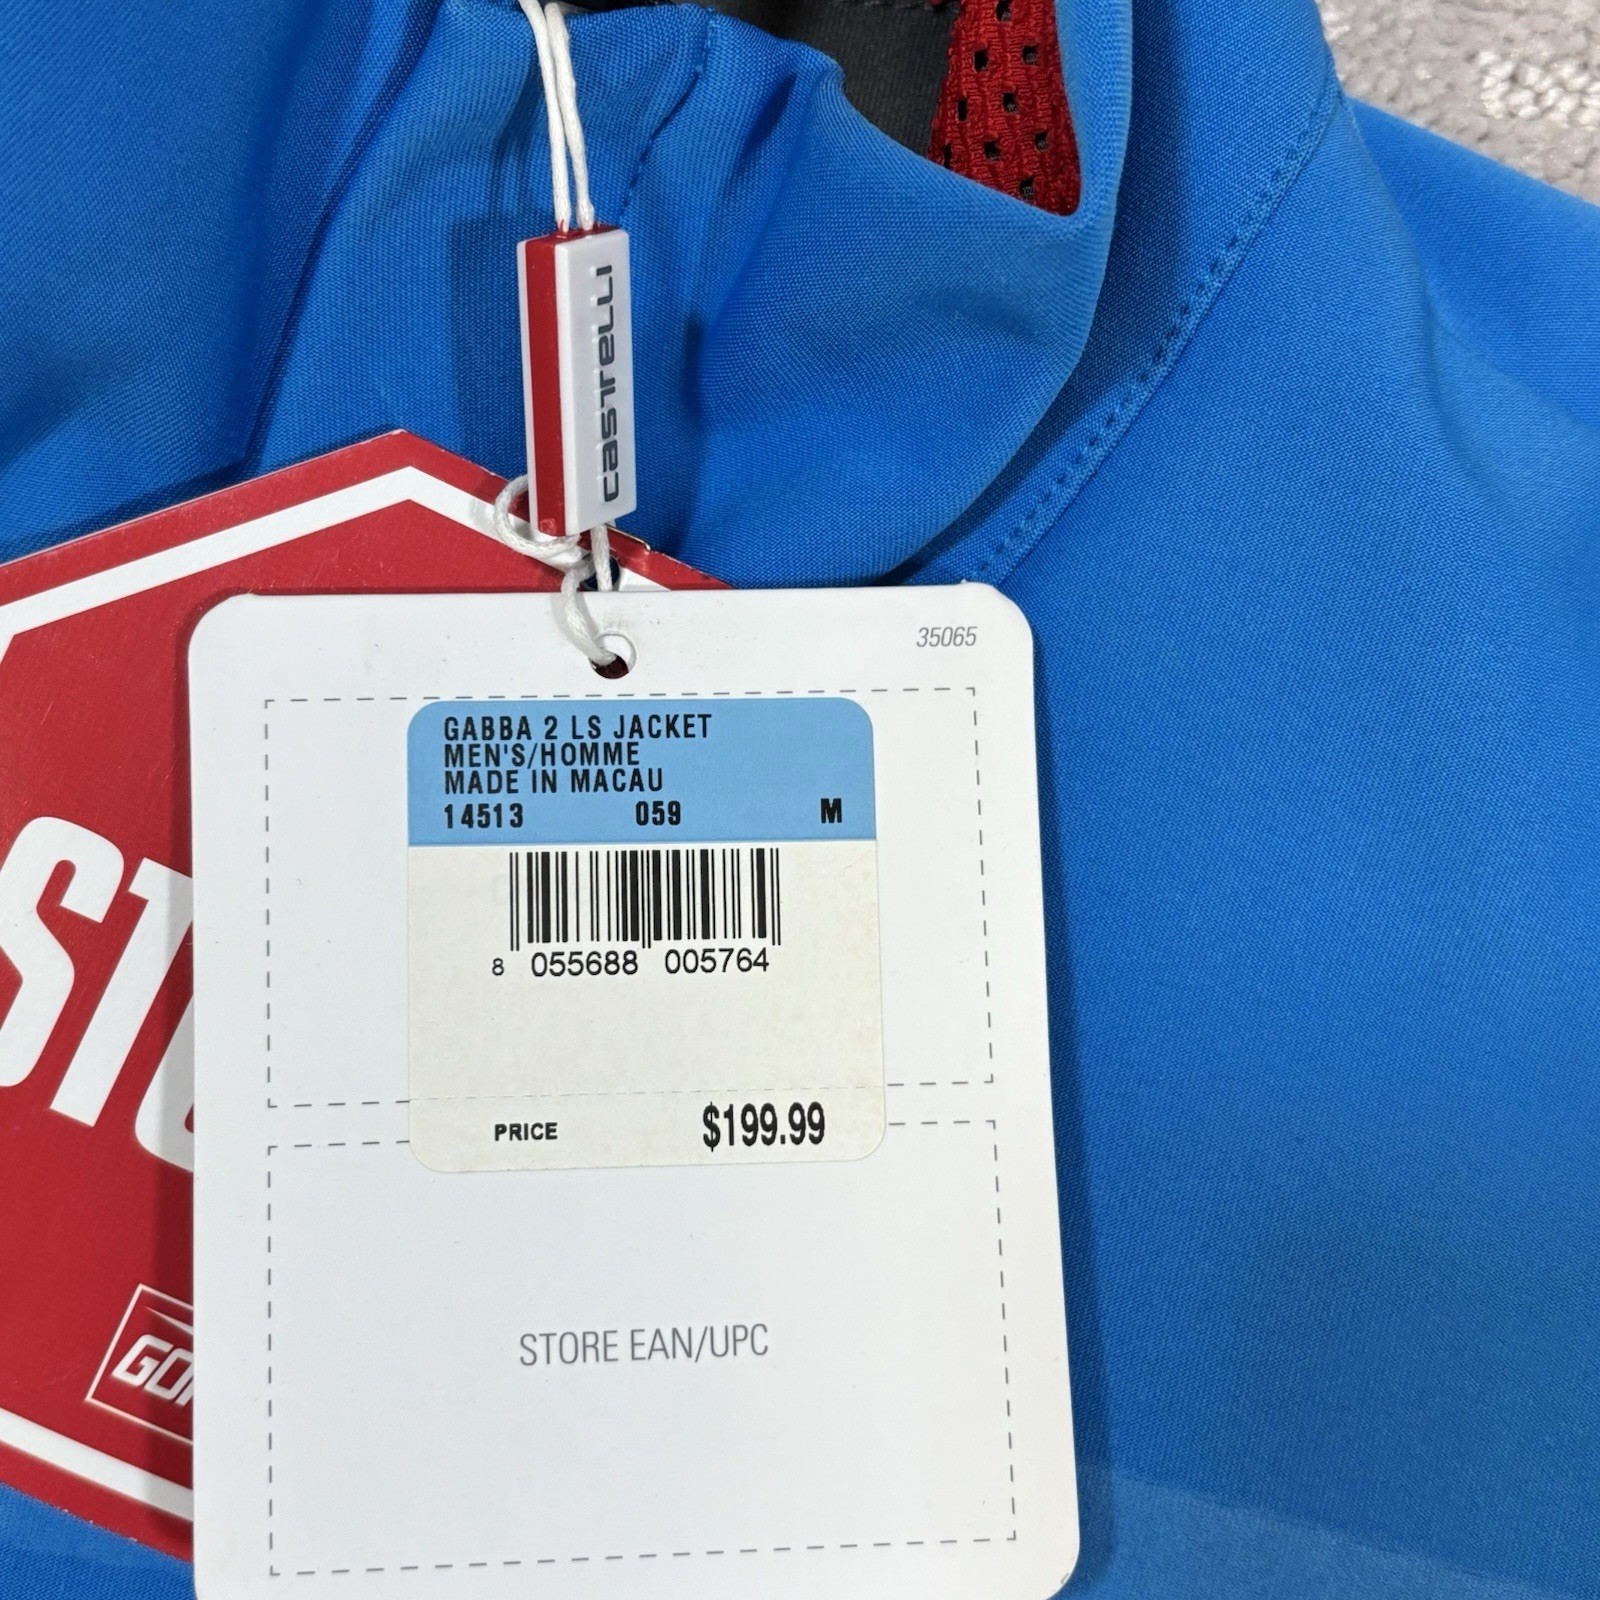 castelli
35065
GABBA 2 LS JACKET
MEN'S/HOMME
MADE IN MACAU
14513 059 M
8 055688 005764
PRICE $199.99
STORE EAN/UPC